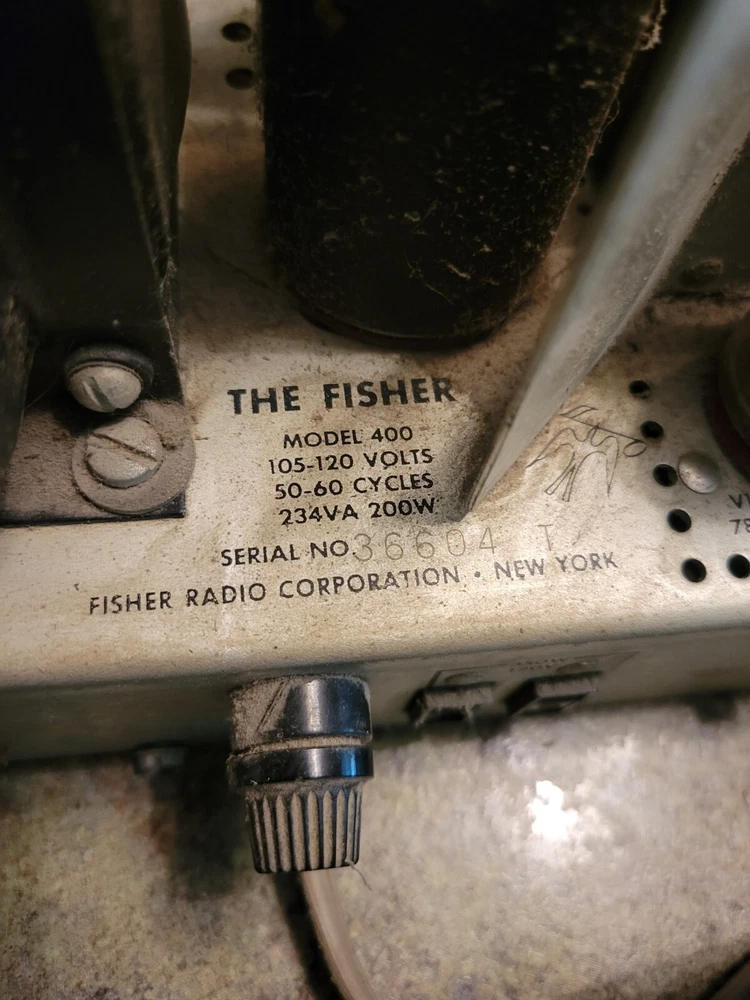 THE FISHER
MODEL 400
105-120 VOLTS
50-60 CYCLES
234VA 200W
SERIAL NO. 36604 T
FISHER RADIO CORPORATION • NEW YORK